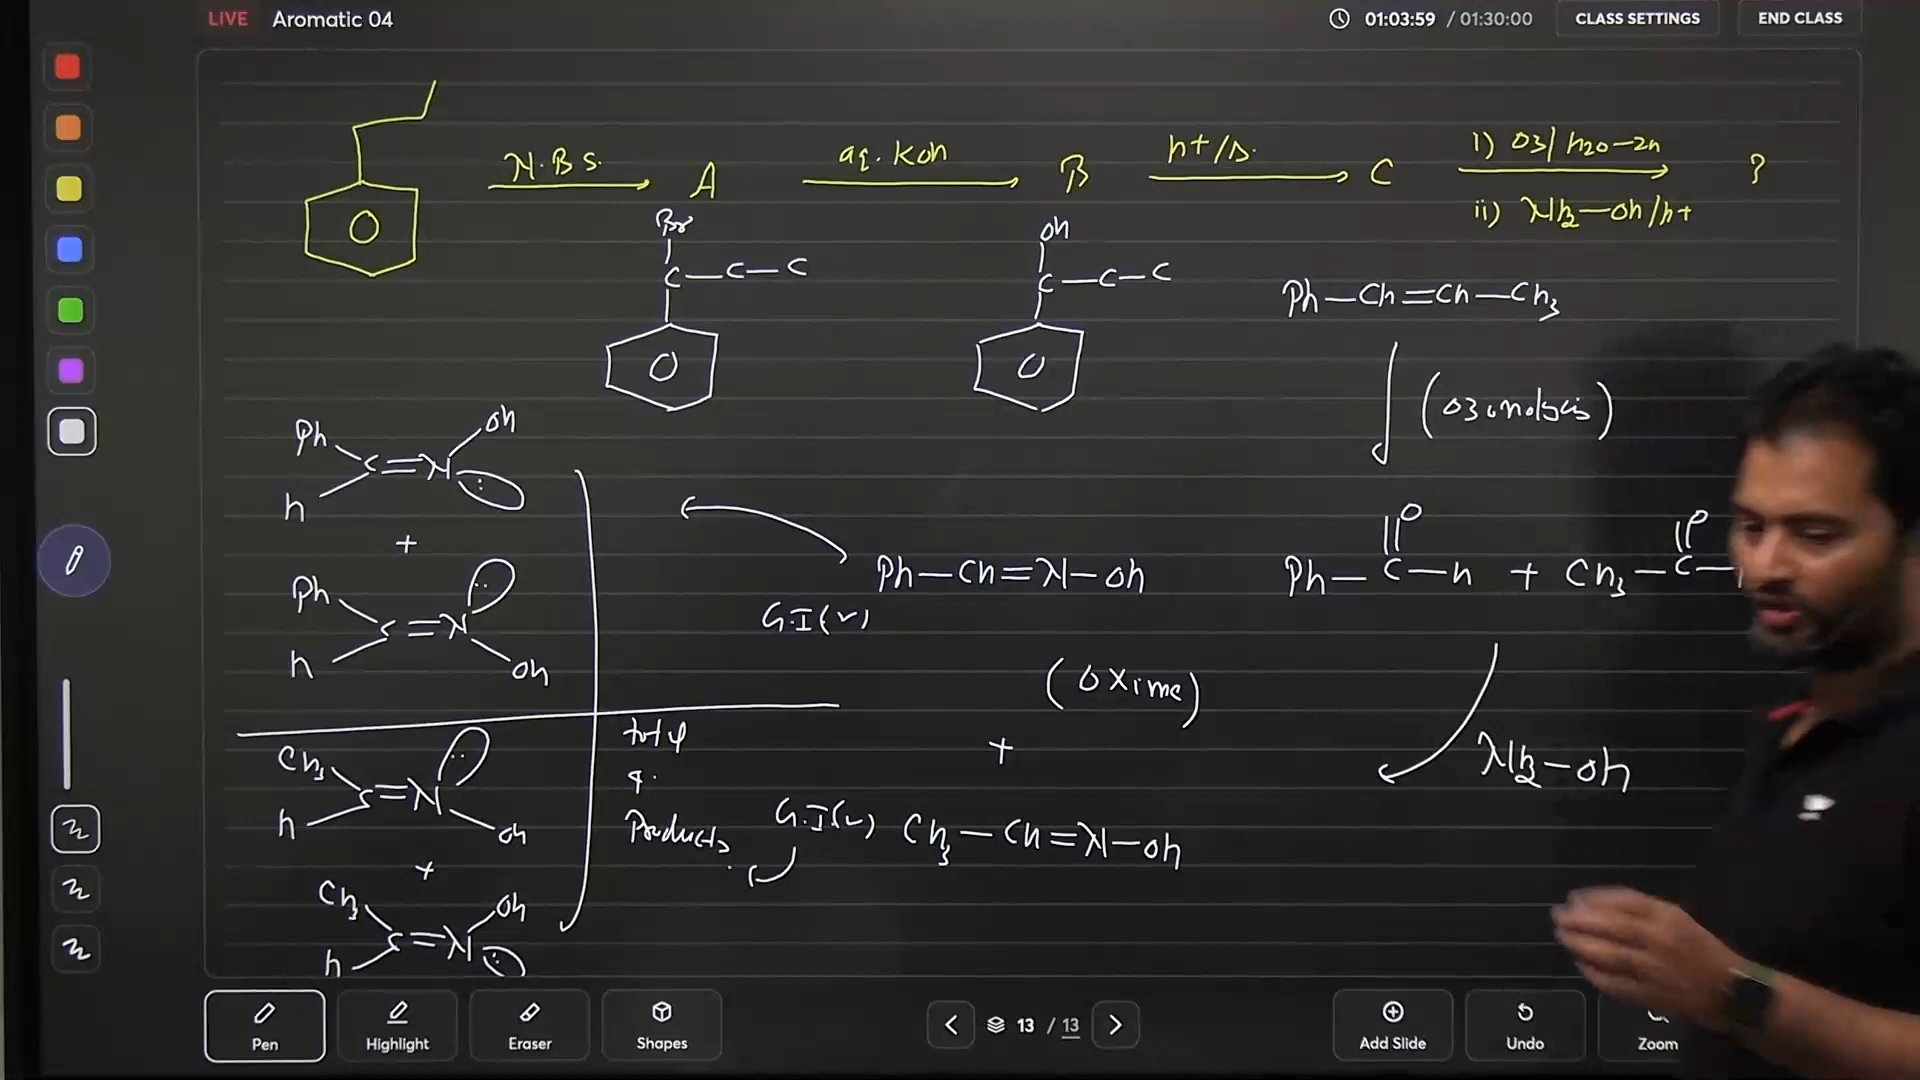 LIVE Aromatic 04
01:03:59 / 01:30:00
CLASS SETTINGS
END CLASS
N.B.S. A
aq. Koh B
h+/Δ. C
i) O3/H2O-Zn
ii) NH2-OH/h+
?
Br
C-C-C
Oh
C-C-C
Ph-Ch=Ch-Ch3
(Ozonolysis)
Ph-C-h + Ch3-C-
O
O
NH2-Oh
Ph-Ch=N-Oh
G.I(✓)
(Oxime)
+
G.I(✓)
Ch3-Ch=N-Oh
Ph
h
C=N
Oh
+
Ph
h
C=N
Oh
Ch3
h
C=N
Oh
+
Ch3
h
C=N
Oh
total
4.
Products
Pen
Highlight
Eraser
Shapes
13 / 13
Add Slide
Undo
Zoom